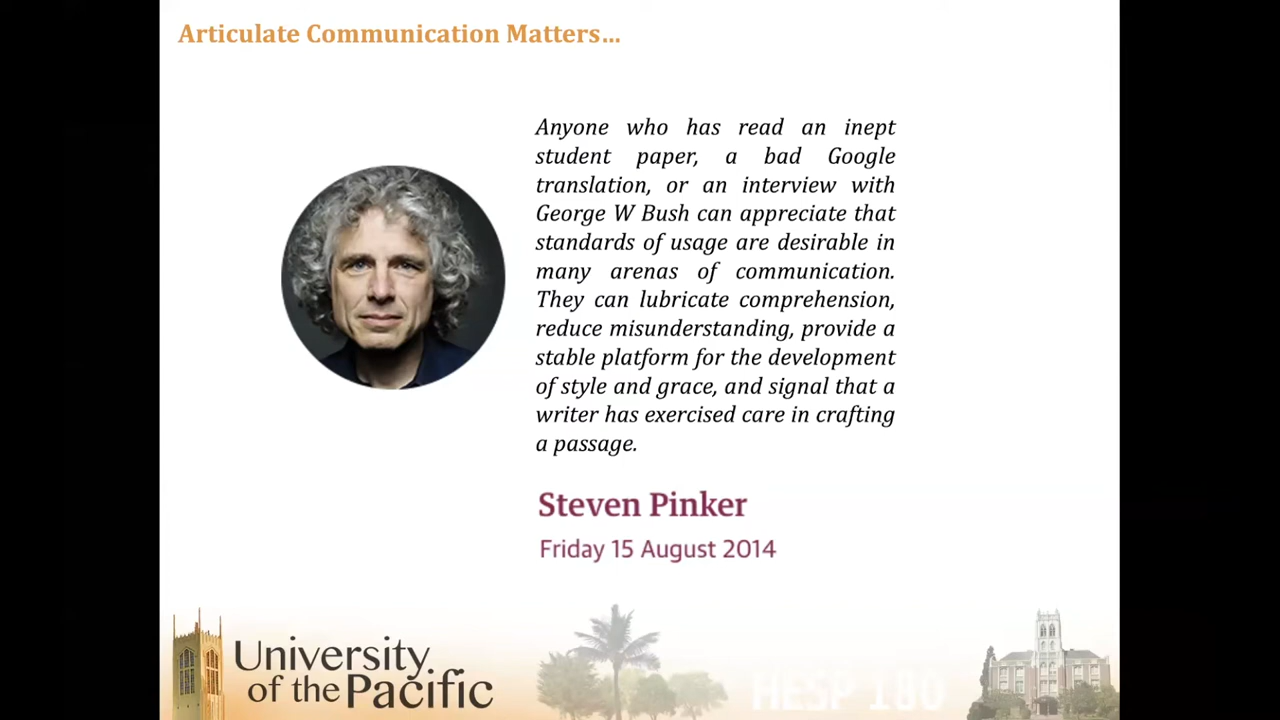 Articulate Communication Matters...
Anyone who has read an inept
student paper, a bad Google
translation, or an interview with
George W Bush can appreciate that
standards of usage are desirable in
many arenas of communication.
They can lubricate comprehension,
reduce misunderstanding, provide a
stable platform for the development
of style and grace, and signal that a
writer has exercised care in crafting
a passage.
Steven Pinker
Friday 15 August 2014
University
of the Pacific
HESP 180